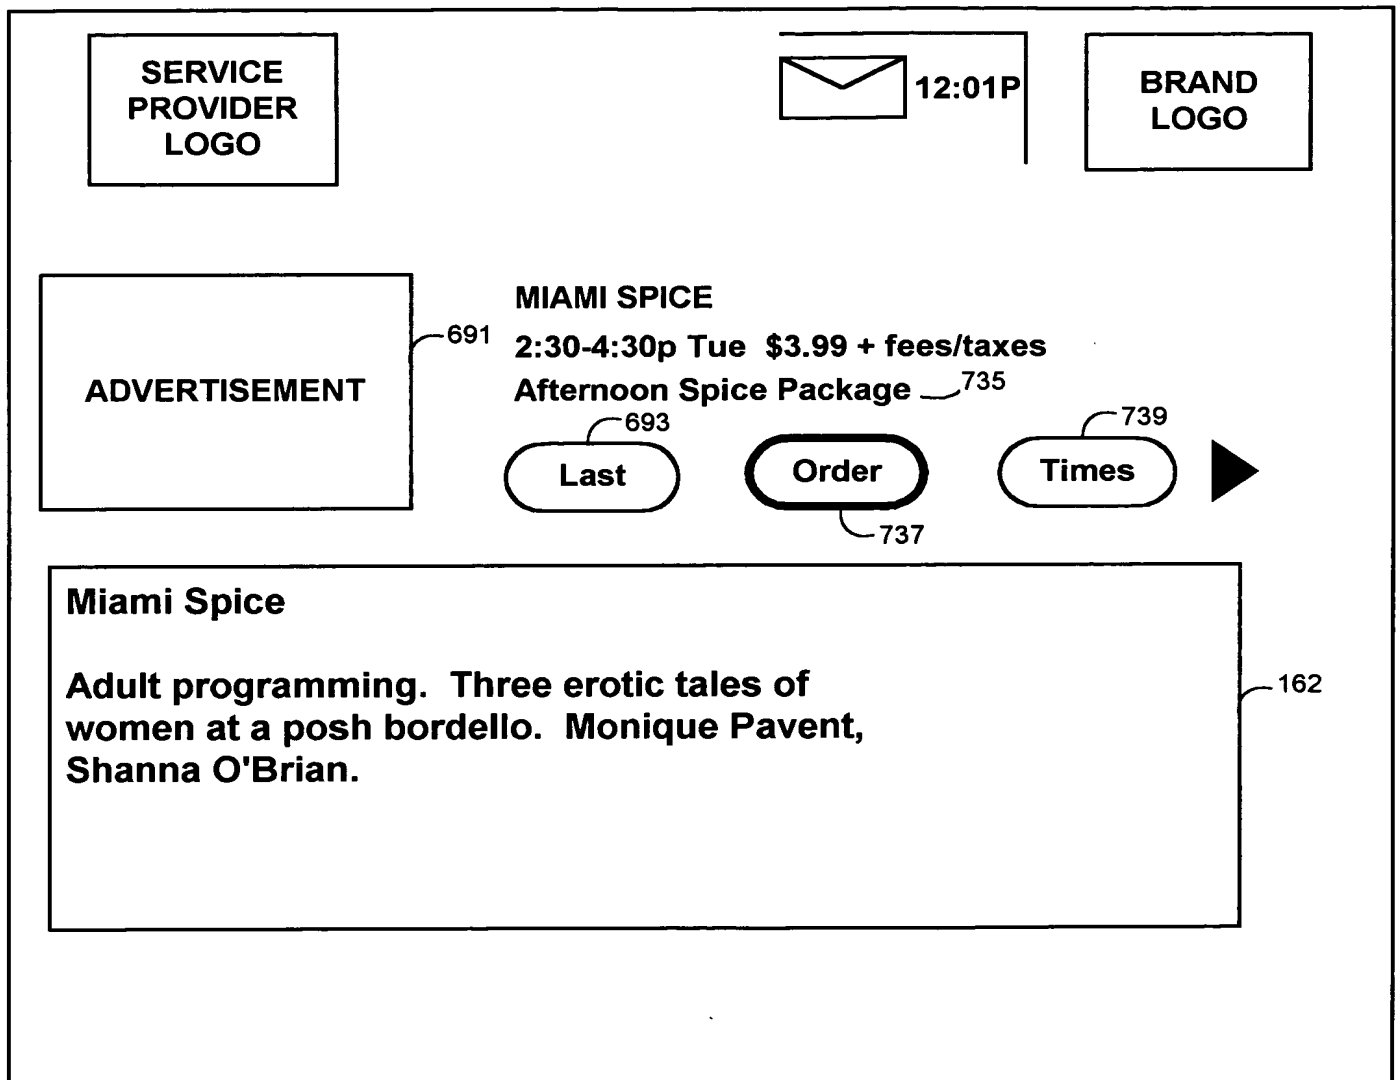 SERVICE
PROVIDER
LOGO
12:01P
BRAND
LOGO
ADVERTISEMENT
691
MIAMI SPICE
2:30-4:30p Tue $3.99 + fees/taxes
Afternoon Spice Package 735
693
739
Last
Order
Times
737
Miami Spice
Adult programming. Three erotic tales of
women at a posh bordello. Monique Pavent,
Shanna O'Brian.
162